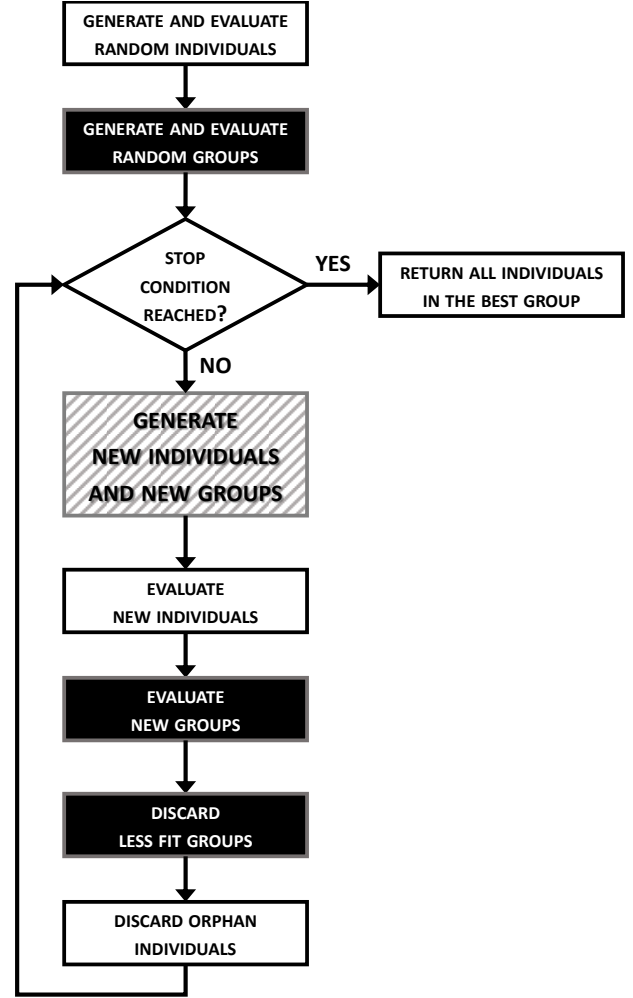 GENERATE AND EVALUATE
RANDOM INDIVIDUALS
GENERATE AND EVALUATE
RANDOM GROUPS
STOP
CONDITION
REACHED?
YES
RETURN ALL INDIVIDUALS
IN THE BEST GROUP
NO
GENERATE
NEW INDIVIDUALS
AND NEW GROUPS
EVALUATE
NEW INDIVIDUALS
EVALUATE
NEW GROUPS
DISCARD
LESS FIT GROUPS
DISCARD ORPHAN
INDIVIDUALS